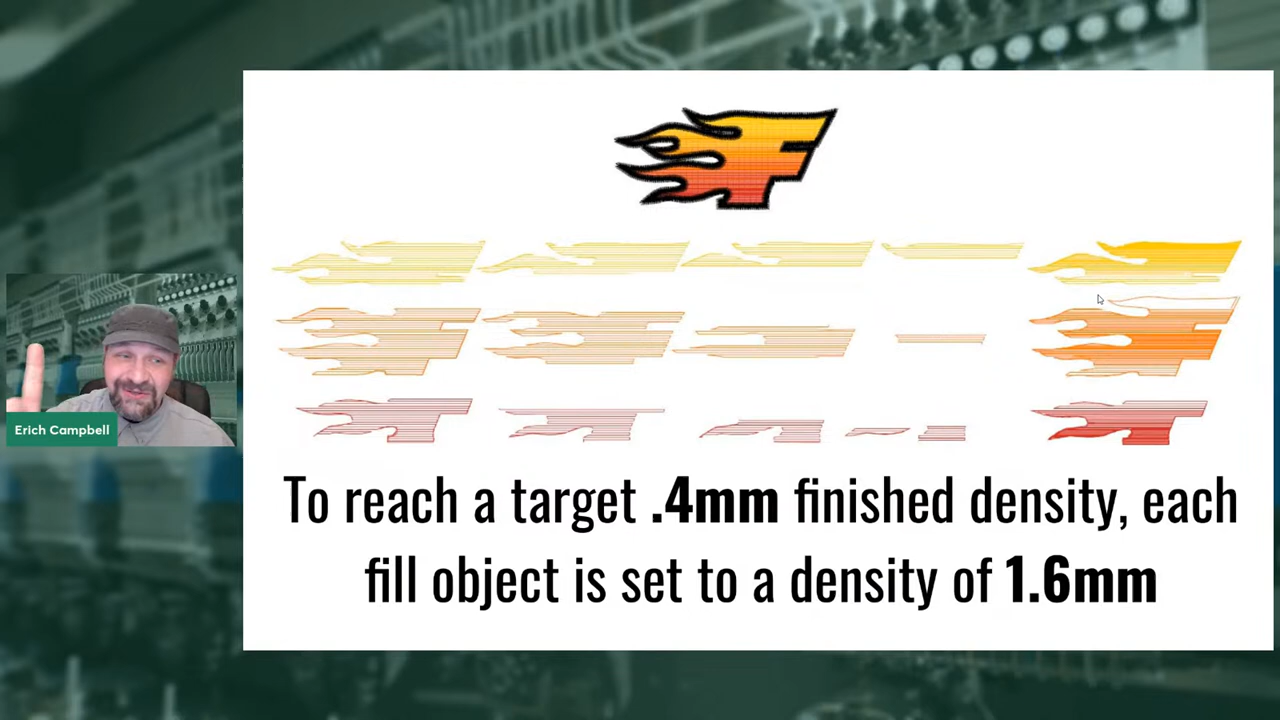 Erich Campbell
To reach a target .4mm finished density, each
fill object is set to a density of 1.6mm